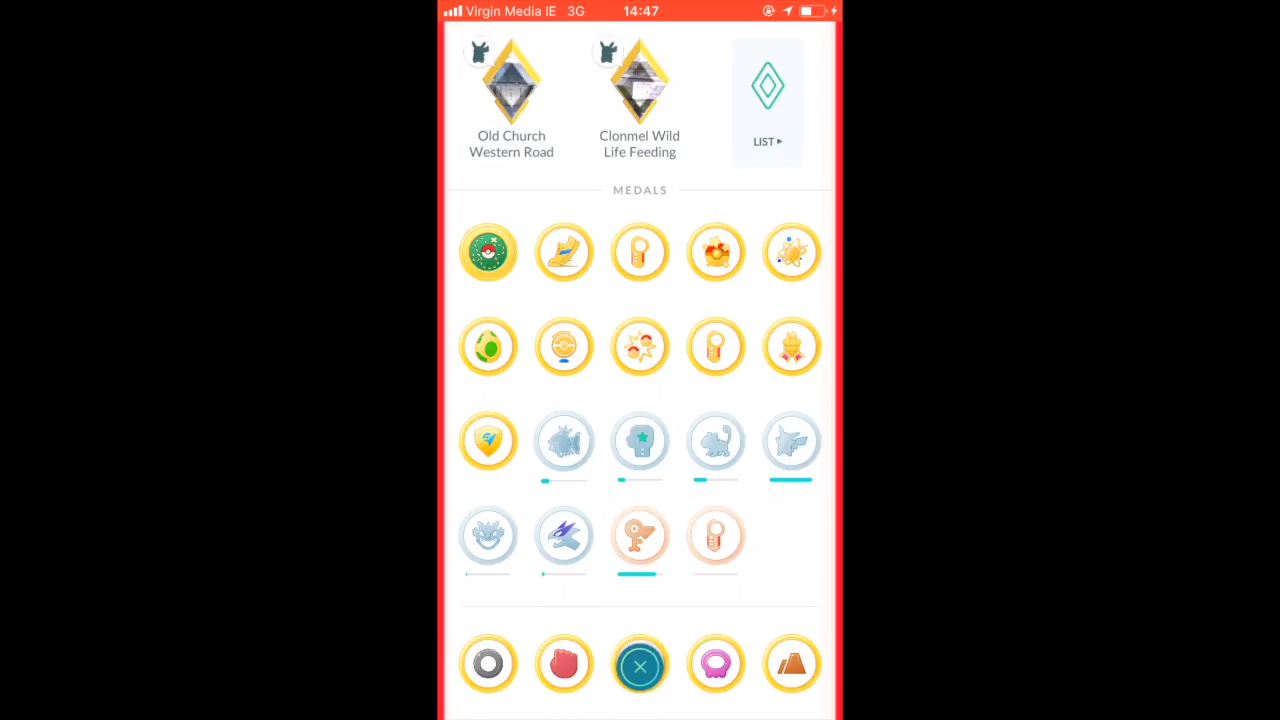 Virgin Media IE 3G 14:47
Old Church
Western Road
Clonmel Wild
Life Feeding
LIST
MEDALS